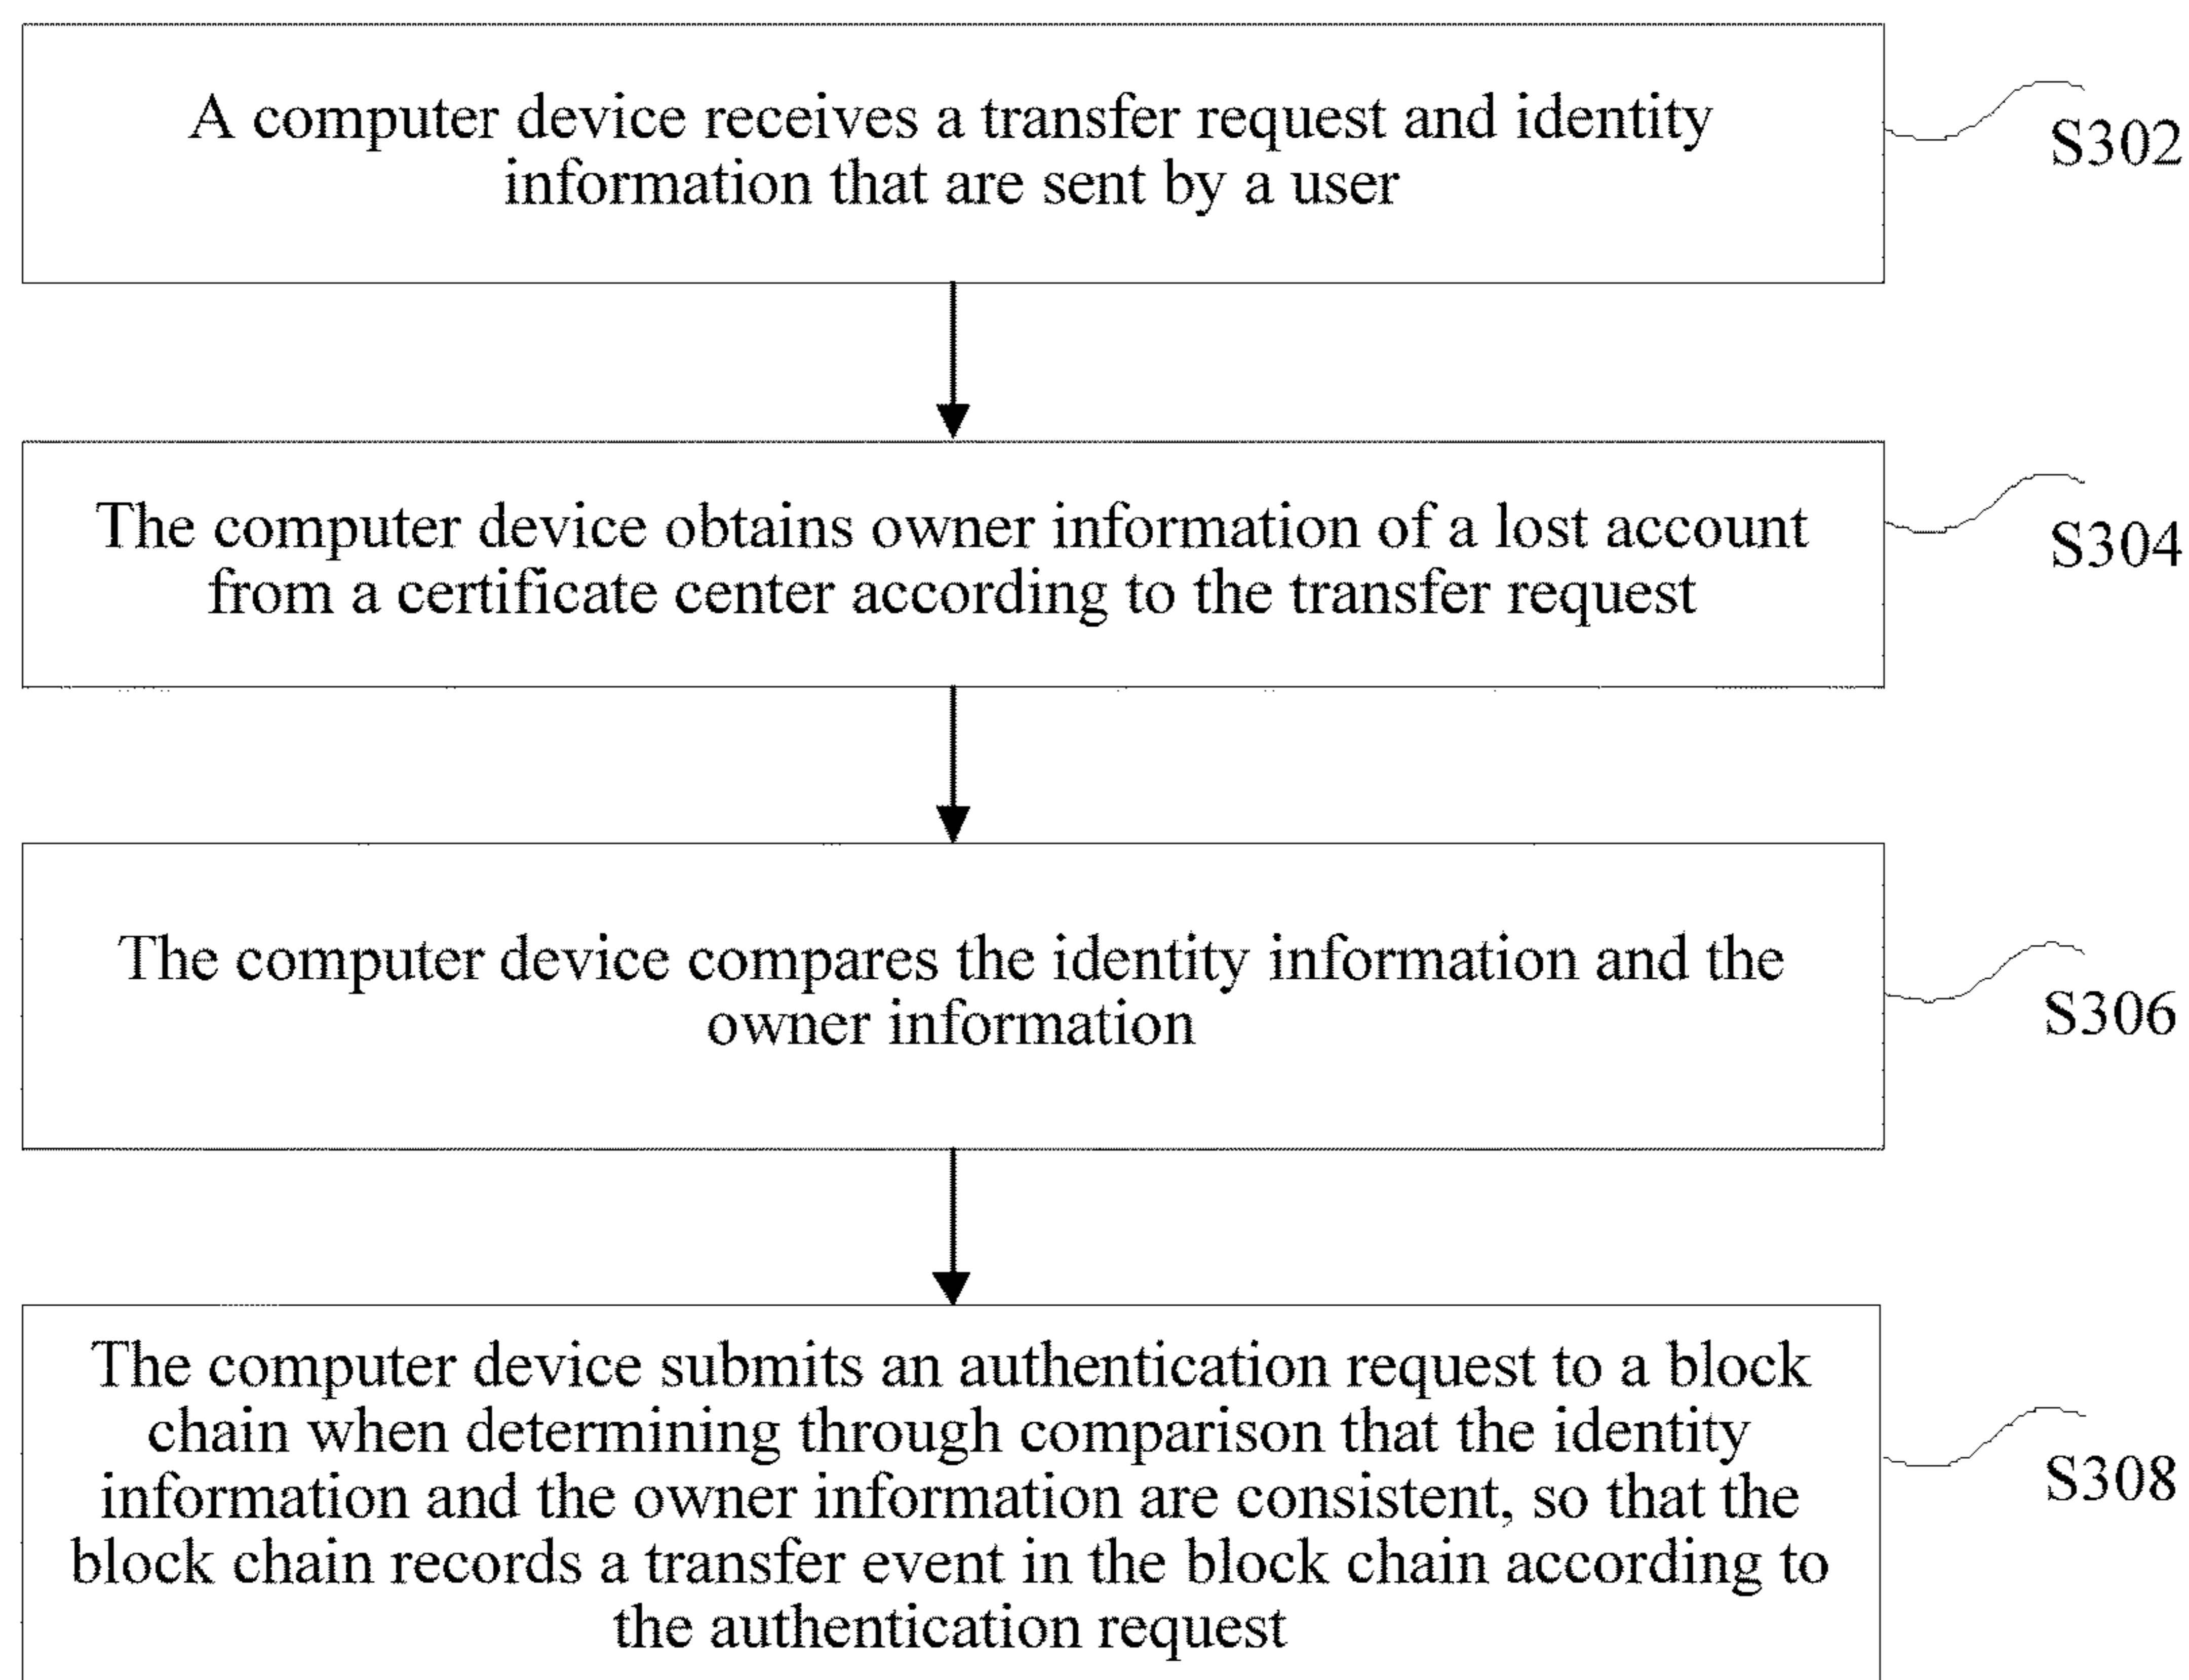 A computer device receives a transfer request and identity
information that are sent by a user
S302
The computer device obtains owner information of a lost account
from a certificate center according to the transfer request
S304
The computer device compares the identity information and the
owner information
S306
The computer device submits an authentication request to a block
chain when determining through comparison that the identity
information and the owner information are consistent, so that the
block chain records a transfer event in the block chain according to
the authentication request
S308